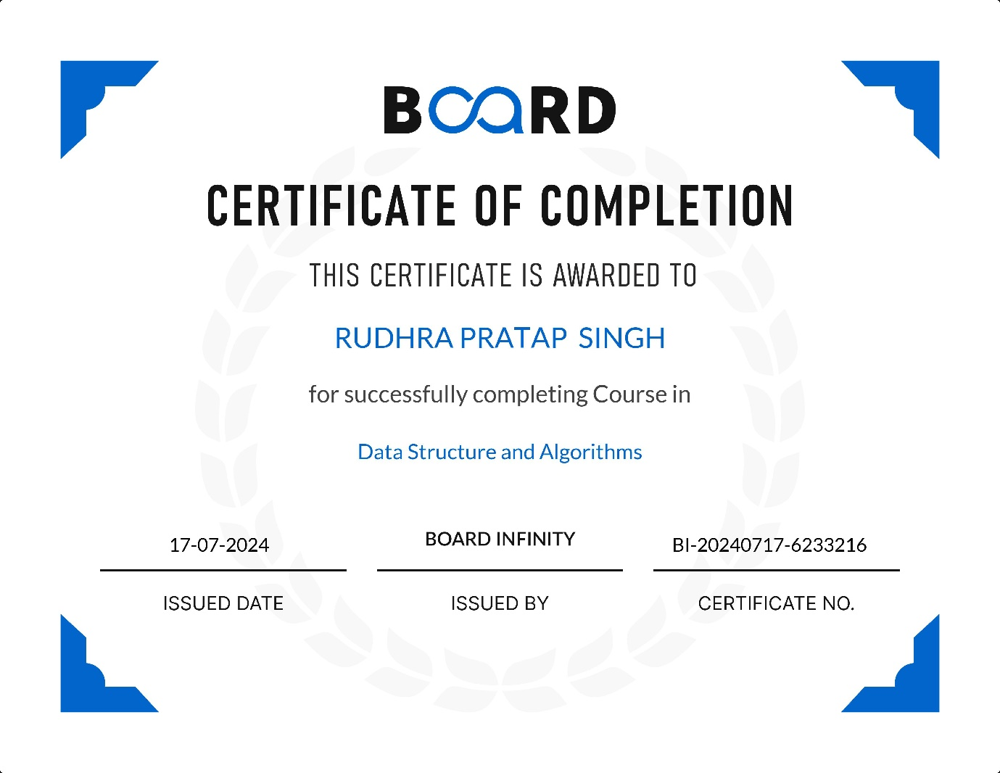 BOARD
CERTIFICATE OF COMPLETION
THIS CERTIFICATE IS AWARDED TO
RUDHRA PRATAP SINGH
for successfully completing Course in
Data Structure and Algorithms
17-07-2024
ISSUED DATE
BOARD INFINITY
ISSUED BY
BI-20240717-6233216
CERTIFICATE NO.